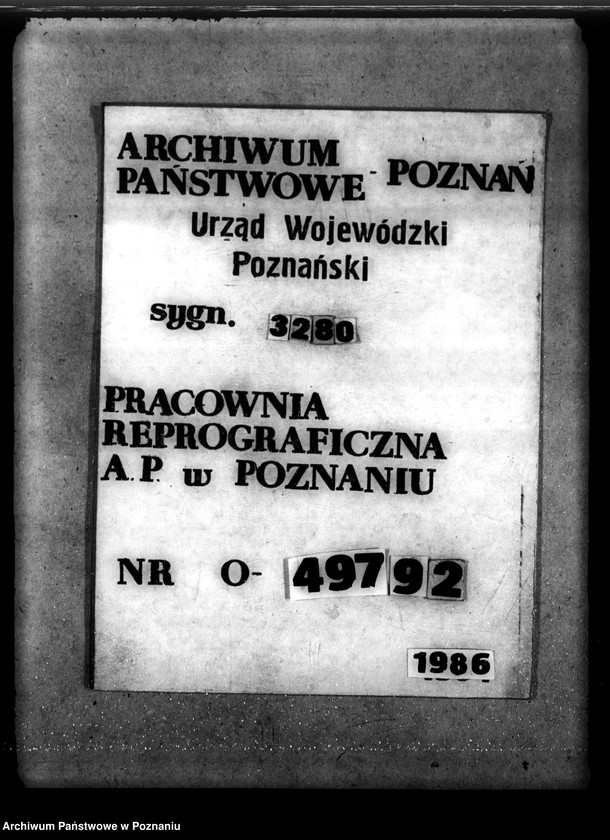 ARCHIWUM
PAŃSTWOWE - POZNAŃ
Urząd Wojewódzki
Poznański
sygn. 3280
PRACOWNIA
REPROGRAFICZNA
A.P. w POZNANIU
NR O- 49792
1986
Archiwum Państwowe w Poznaniu